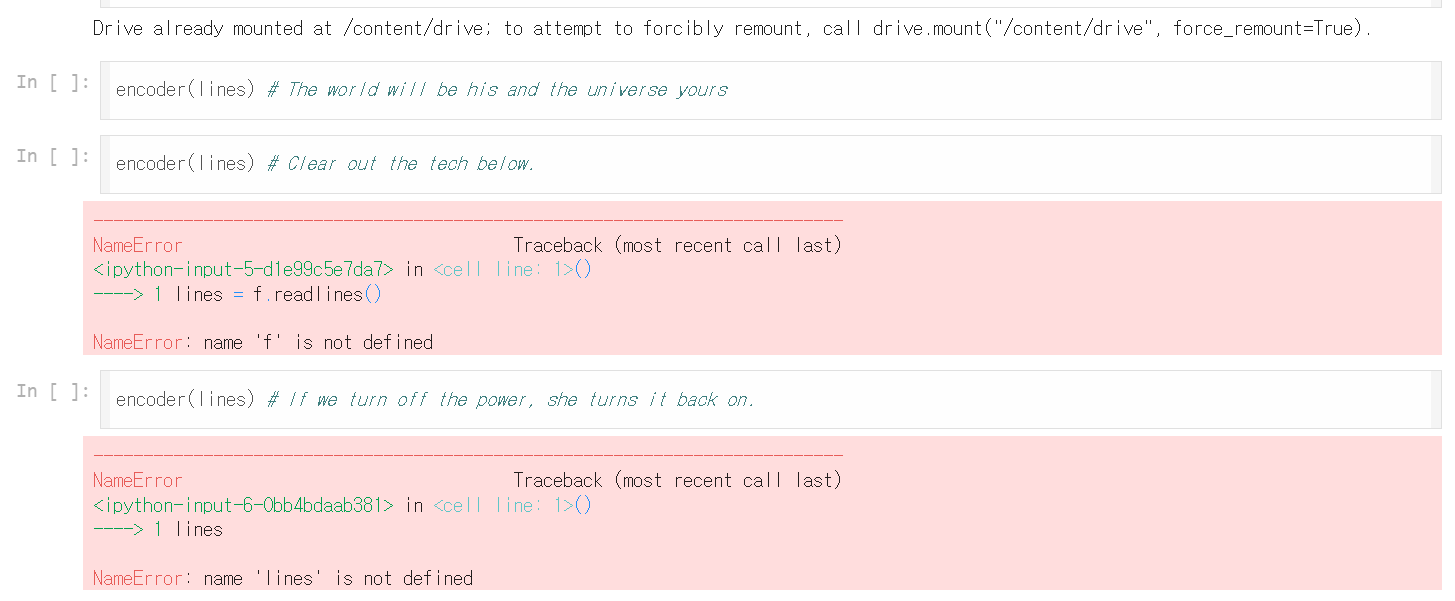 Drive already mounted at /content/drive; to attempt to forcibly remount, call drive.mount("/content/drive", force_remount=True).
In [ ]: encoder(lines) # The world will be his and the universe yours
In [ ]: encoder(lines) # Clear out the tech below.
---------------------------------------------------------------------------
NameError                                 Traceback (most recent call last)
<ipython-input-5-d1e99c5e7da7> in <cell line: 1>()
----> 1 lines = f.readlines()
NameError: name 'f' is not defined
In [ ]: encoder(lines) # If we turn off the power, she turns it back on.
---------------------------------------------------------------------------
NameError                                 Traceback (most recent call last)
<ipython-input-6-0bb4bdaab381> in <cell line: 1>()
----> 1 lines
NameError: name 'lines' is not defined